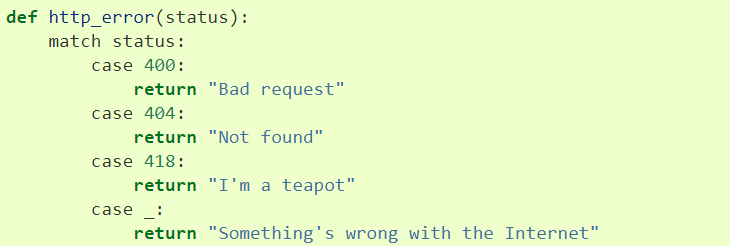 def http_error(status):
    match status:
        case 400:
            return "Bad request"
        case 404:
            return "Not found"
        case 418:
            return "I'm a teapot"
        case _:
            return "Something's wrong with the Internet"